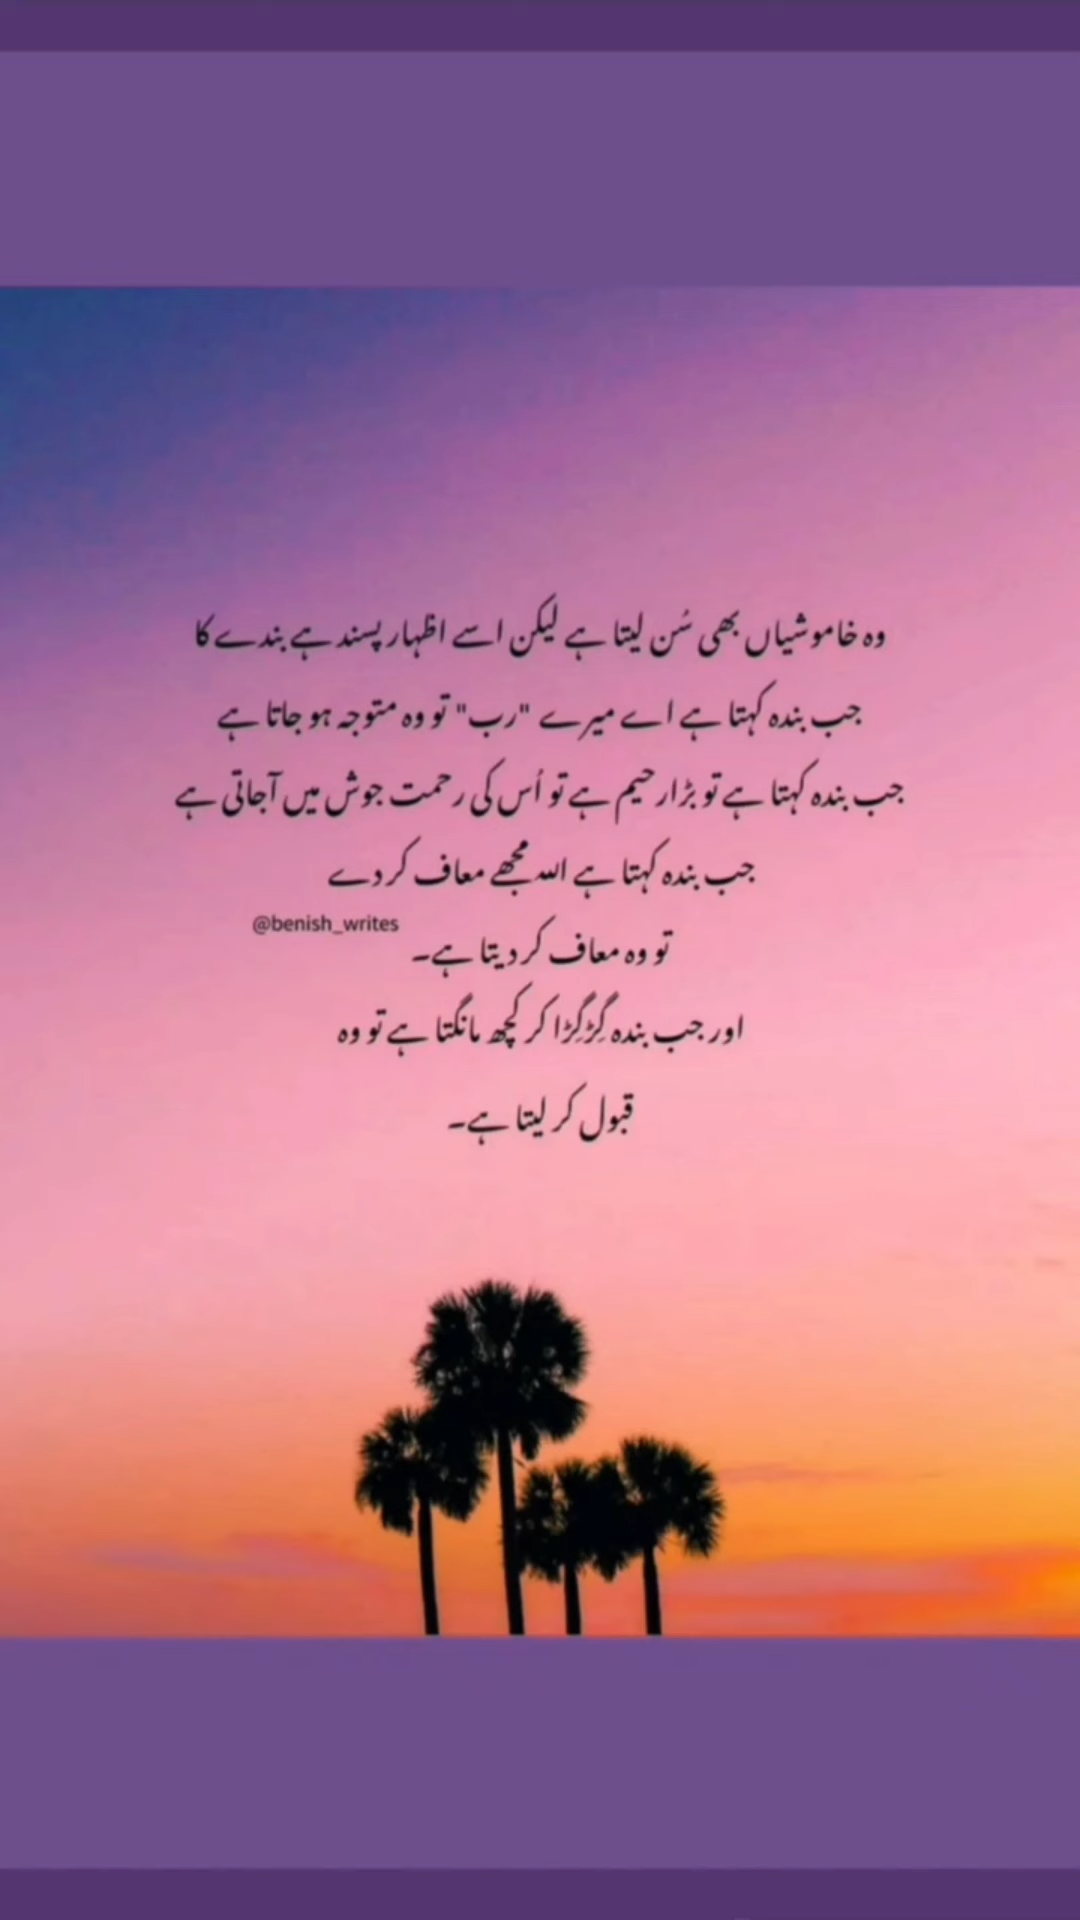 وہ خاموشیاں بھی سُن لیتا ہے لیکن اسے اظہار پسند ہے بندے کا
جب بندہ کہتا ہے اے میرے "رب" تو وہ متوجہ ہو جاتا ہے
جب بندہ کہتا ہے تو بڑا رحیم ہے تو اُس کی رحمت جوش میں آجاتی ہے
جب بندہ کہتا ہے اللہ مجھے معاف کر دے
@benish_writes
تو وہ معاف کر دیتا ہے۔
اور جب بندہ گِڑگِڑا کر کچھ مانگتا ہے تو وہ
قبول کر لیتا ہے۔